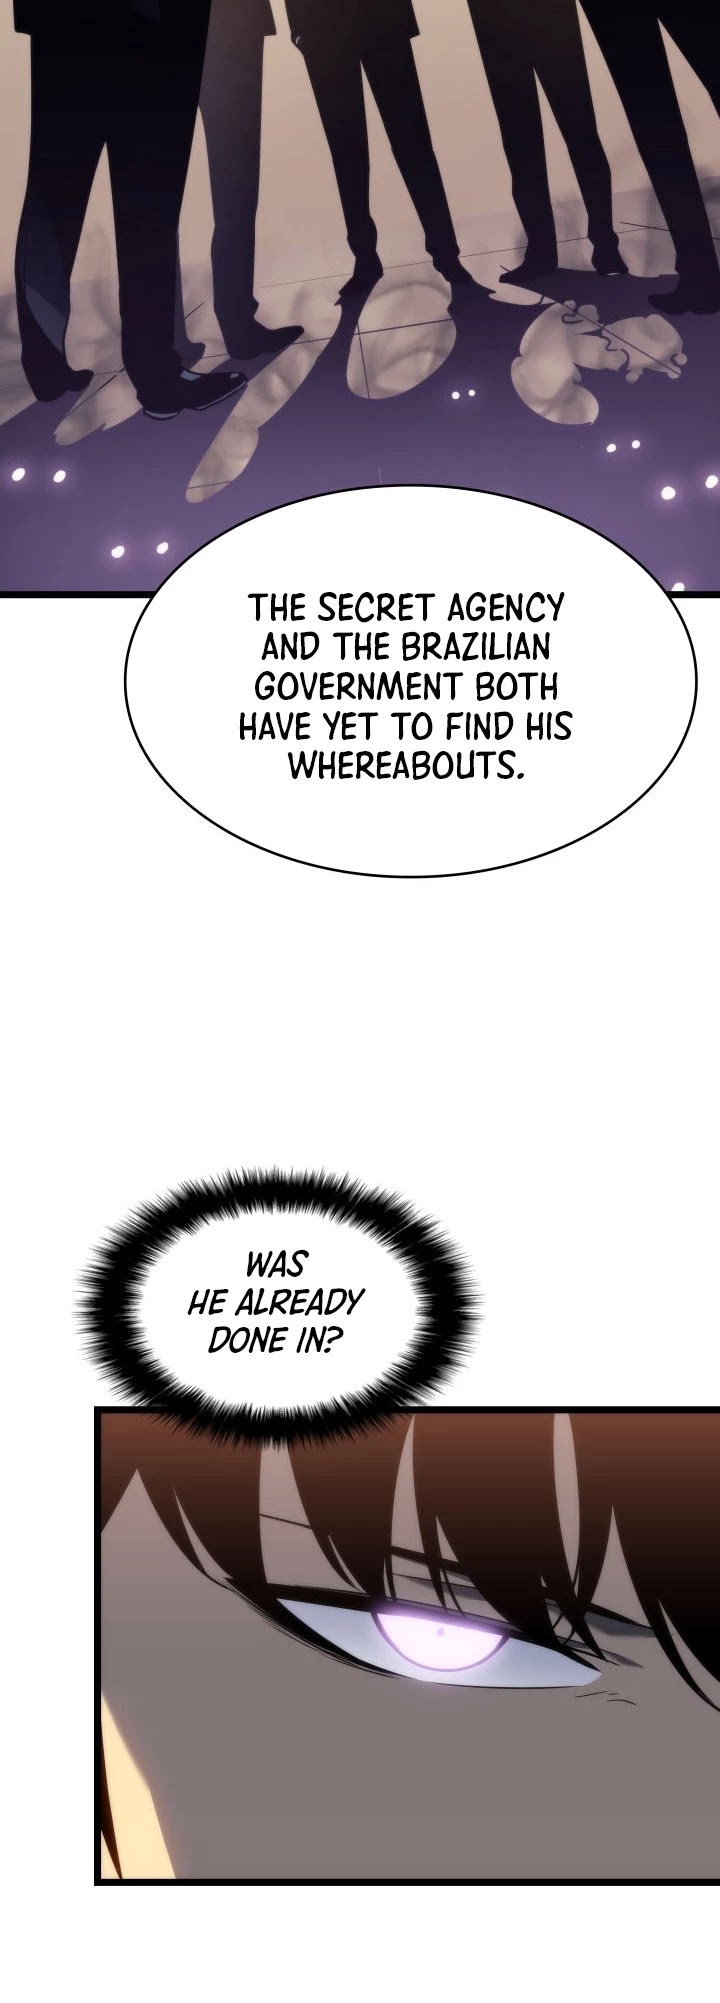 THE SECRET AGENCY
AND THE BRAZILIAN
GOVERNMENT BOTH
HAVE YET TO FIND HIS
WHEREABOUTS.
WAS
HE ALREADY
DONE IN?